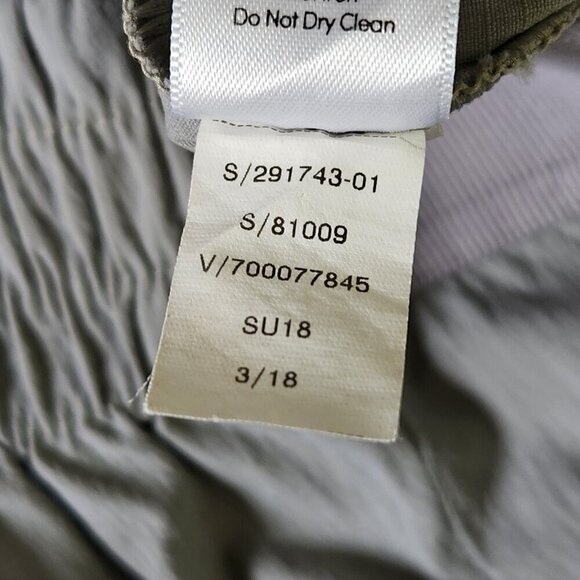 Do Not Dry Clean
S/291743-01
S/81009
V/700077845
SU18
3/18